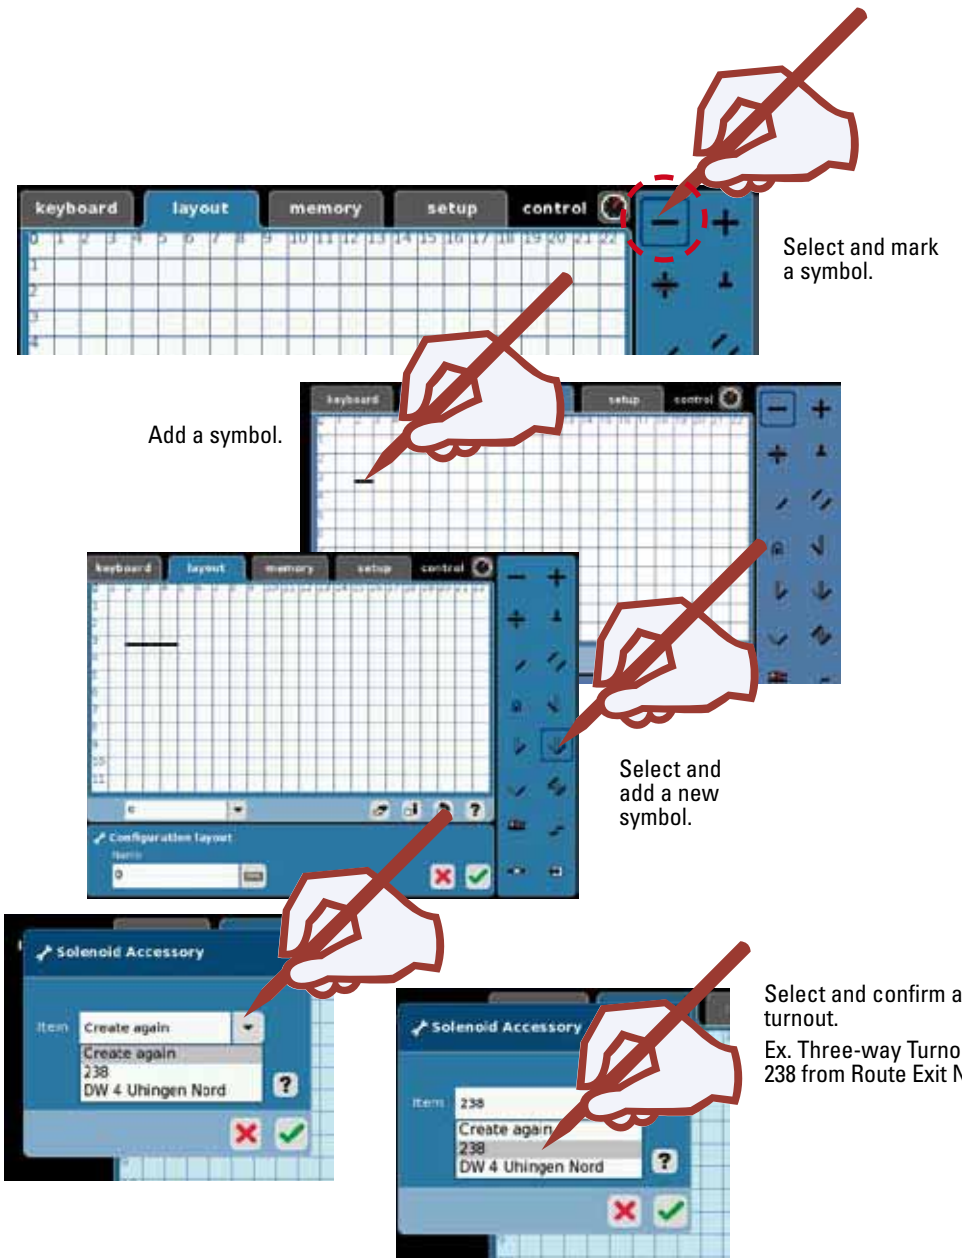 keyboard layout memory setup control
0 1 2 3 4 5 6 7 8 9 10 11 12 13 14 15 16 17 18 19 20 21 22
1
2
3
4
Select and mark
a symbol.
keyboard setup control
Add a symbol.
keyboard layout memory setup control
Select and
add a new
symbol.
Configuration layout
Name
0
Solenoid Accessory
Item Create again
Create again
238
DW 4 Uhingen Nord
?
Solenoid Accessory
Item 238
Create again
238
DW 4 Uhingen Nord
?
Select and confirm a
turnout.
Ex. Three-way Turno
238 from Route Exit N